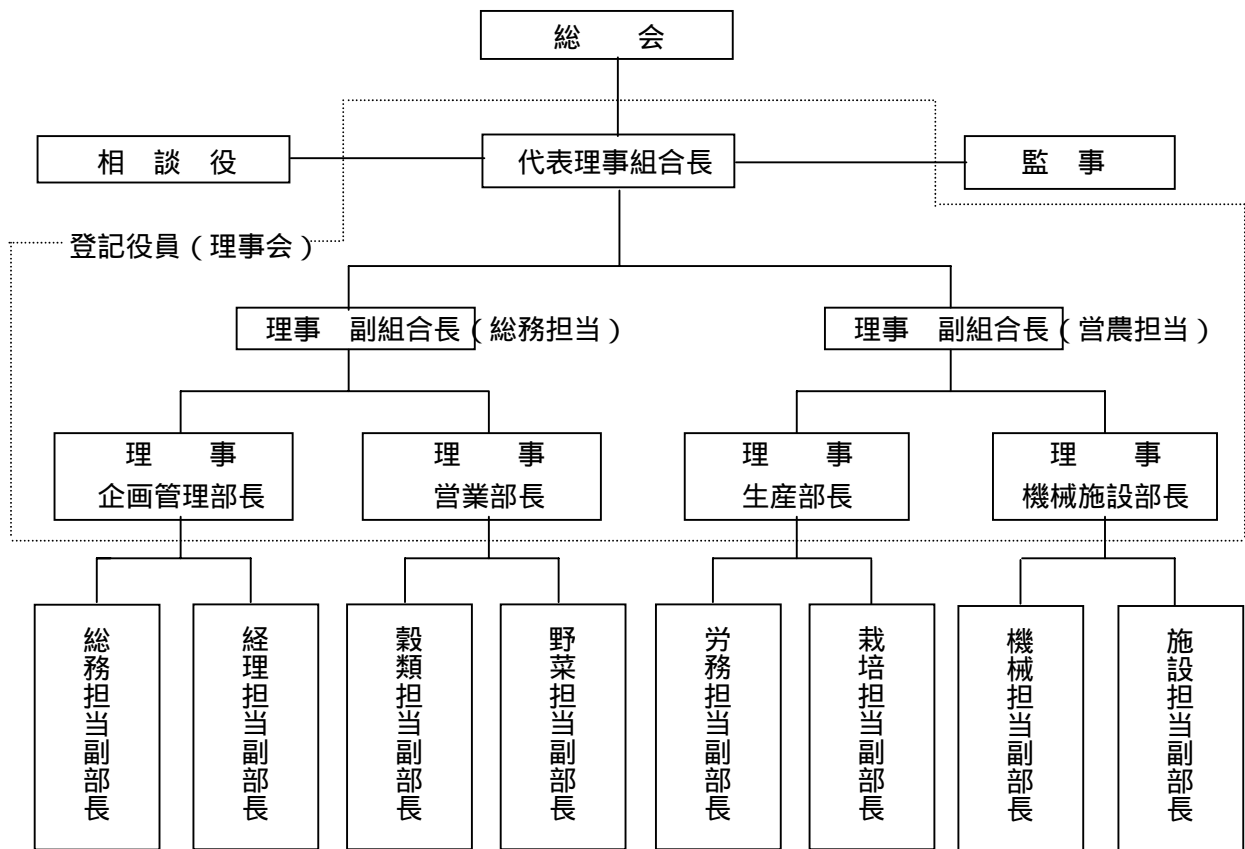 総　会
相　談　役
代表理事組合長
監　事
登記役員（理事会）
理事　副組合長（総務担当）
理事　副組合長（営農担当）
理　事
企画管理部長
理　事
営業部長
理　事
生産部長
理　事
機械施設部長
総務担当副部長
経理担当副部長
穀類担当副部長
野菜担当副部長
労務担当副部長
栽培担当副部長
機械担当副部長
施設担当副部長